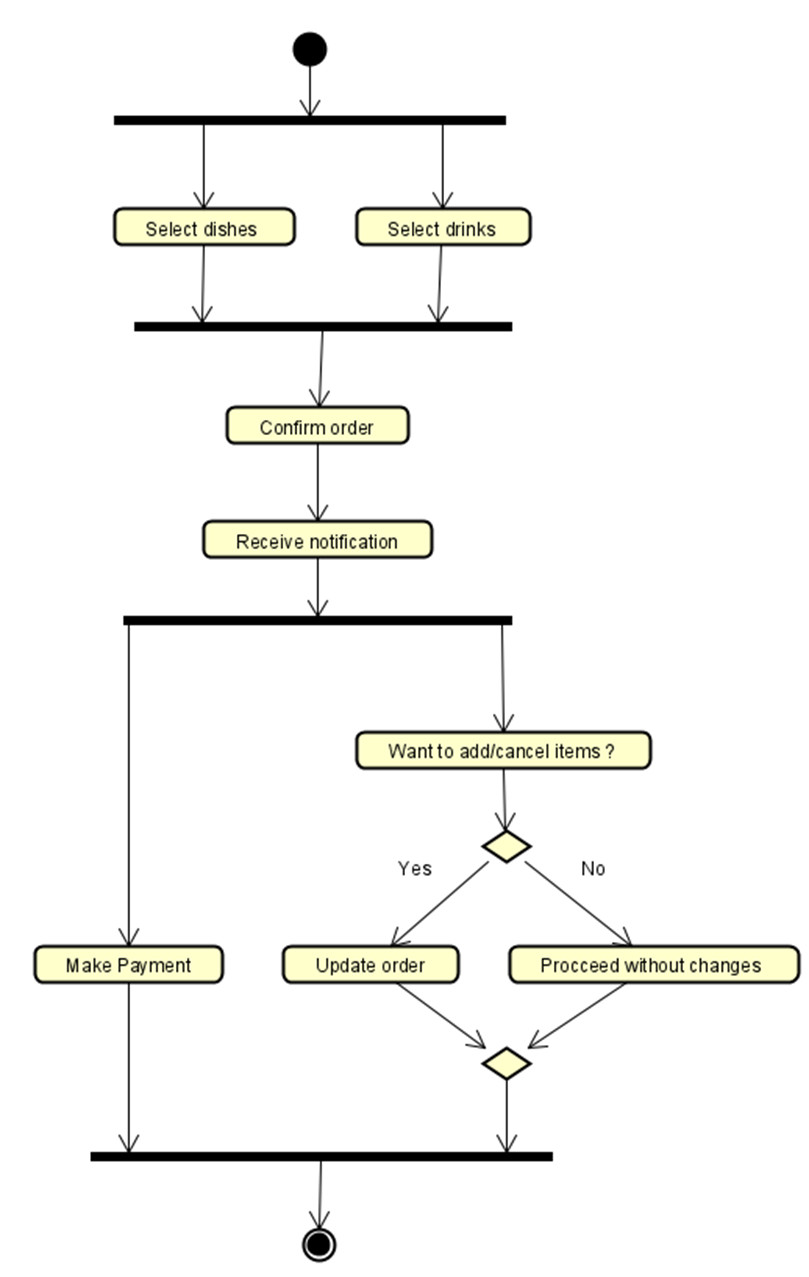 Select dishes
Select drinks
Confirm order
Receive notification
Want to add/cancel items ?
Yes
No
Make Payment
Update order
Procceed without changes